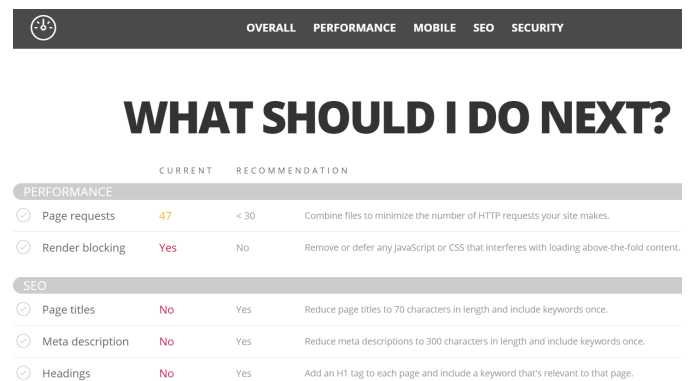 OVERALL PERFORMANCE MOBILE SEO SECURITY
WHAT SHOULD I DO NEXT?
CURRENT RECOMMENDATION
PERFORMANCE
Page requests 47 < 30 Combine files to minimize the number of HTTP requests your site makes.
Render blocking Yes No Remove or defer any JavaScript or CSS that interferes with loading above-the-fold content.
SEO
Page titles No Yes Reduce page titles to 70 characters in length and include keywords once.
Meta description No Yes Reduce meta descriptions to 300 characters in length and include keywords once.
Headings No Yes Add an H1 tag to each page and include a keyword that's relevant to that page.